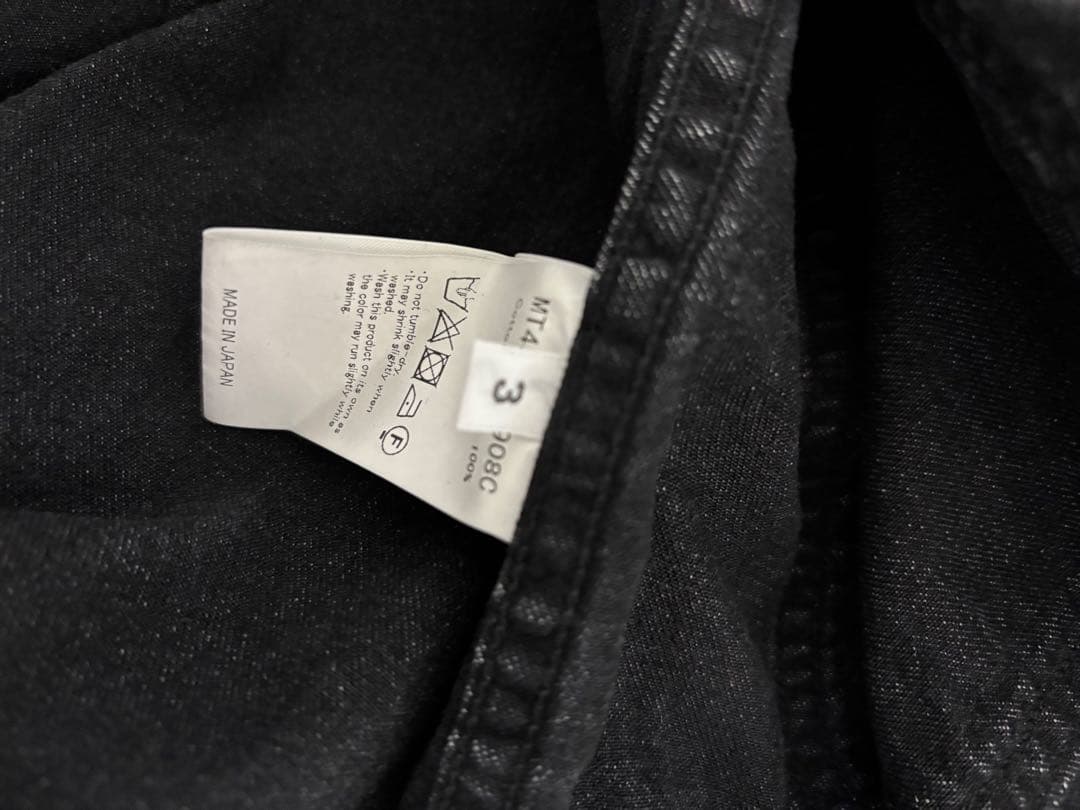 MT4
908C
3
100%
F
·Do not tumble-dry.
·It may shrink slightly when
washed.
·Wash this product on its own as
the color may run slightly while
washing.
MADE IN JAPAN